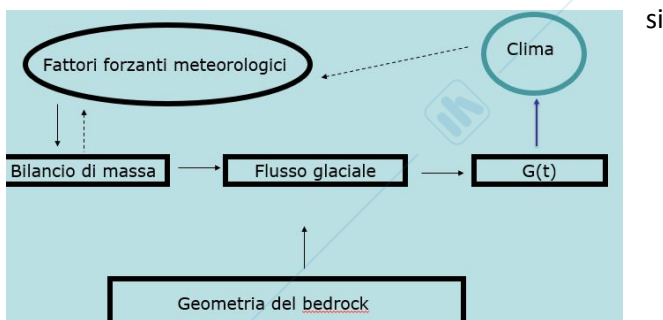 si
Clima
Fattori forzanti meteorologici
Bilancio di massa
Flusso glaciale
G(t)
Geometria del bedrock